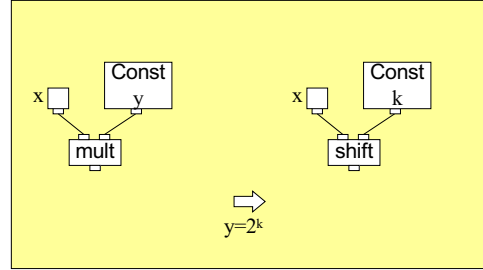 Const
x y
mult
Const
x k
shift
y=2ᵏ